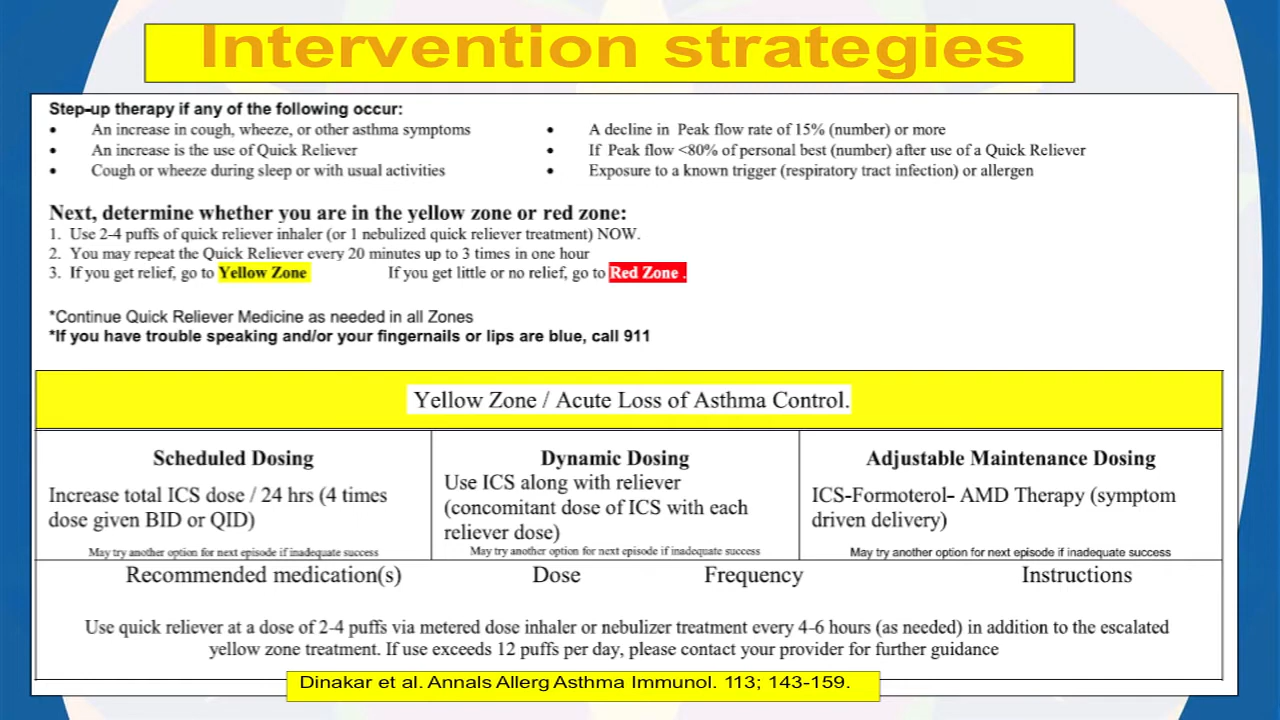 Intervention strategies
Step-up therapy if any of the following occur:
• An increase in cough, wheeze, or other asthma symptoms
• An increase is the use of Quick Reliever
• Cough or wheeze during sleep or with usual activities
• A decline in Peak flow rate of 15% (number) or more
• If Peak flow <80% of personal best (number) after use of a Quick Reliever
• Exposure to a known trigger (respiratory tract infection) or allergen
Next, determine whether you are in the yellow zone or red zone:
1. Use 2-4 puffs of quick reliever inhaler (or 1 nebulized quick reliever treatment) NOW.
2. You may repeat the Quick Reliever every 20 minutes up to 3 times in one hour
3. If you get relief, go to Yellow Zone If you get little or no relief, go to Red Zone .
*Continue Quick Reliever Medicine as needed in all Zones
*If you have trouble speaking and/or your fingernails or lips are blue, call 911
Yellow Zone / Acute Loss of Asthma Control.
Scheduled Dosing
Increase total ICS dose / 24 hrs (4 times
dose given BID or QID)
May try another option for next episode if inadequate success
Dynamic Dosing
Use ICS along with reliever
(concomitant dose of ICS with each
reliever dose)
May try another option for next episode if inadequate success
Adjustable Maintenance Dosing
ICS-Formoterol- AMD Therapy (symptom
driven delivery)
May try another option for next episode if inadequate success
Recommended medication(s) Dose Frequency Instructions
Use quick reliever at a dose of 2-4 puffs via metered dose inhaler or nebulizer treatment every 4-6 hours (as needed) in addition to the escalated
yellow zone treatment. If use exceeds 12 puffs per day, please contact your provider for further guidance
Dinakar et al. Annals Allerg Asthma Immunol. 113; 143-159.